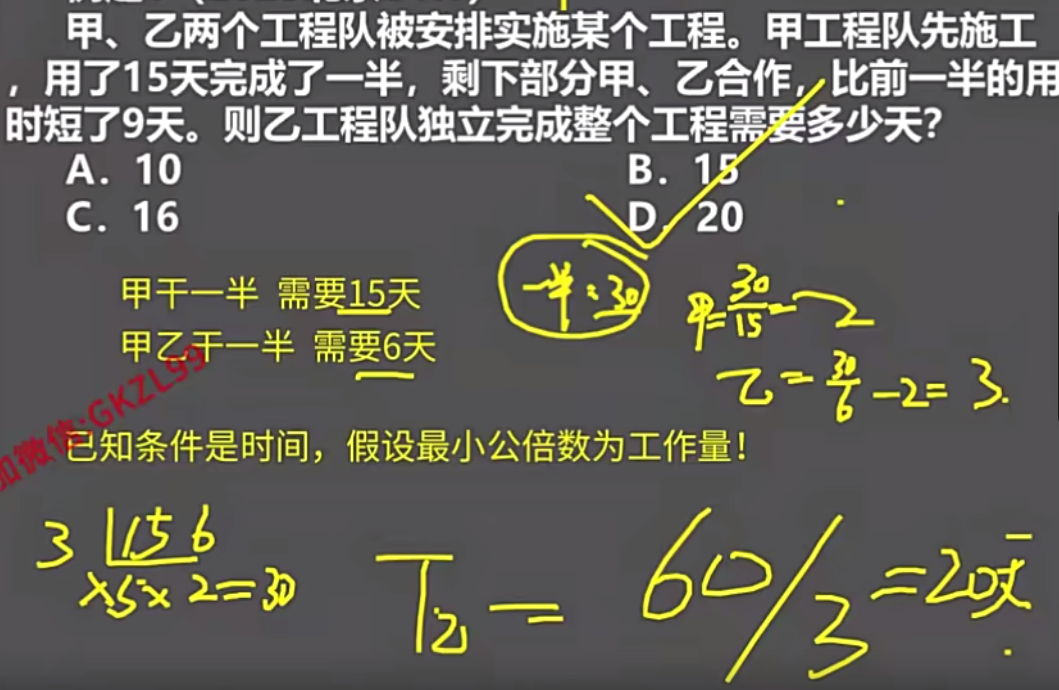 甲、乙两个工程队被安排实施某个工程。甲工程队先施工
，用了15天完成了一半，剩下部分甲、乙合作，比前一半的用
时短了9天。则乙工程队独立完成整个工程需要多少天？
A. 10
B. 15
C. 16
D. 20
甲干一半 需要15天
甲乙干一半 需要6天
一半：30
甲=30/15=2
乙=30/6-2=3.
加微信:GKZL99
已知条件是时间，假设最小公倍数为工作量！
3 15 6
×5×2=30
T乙=60/3=20天